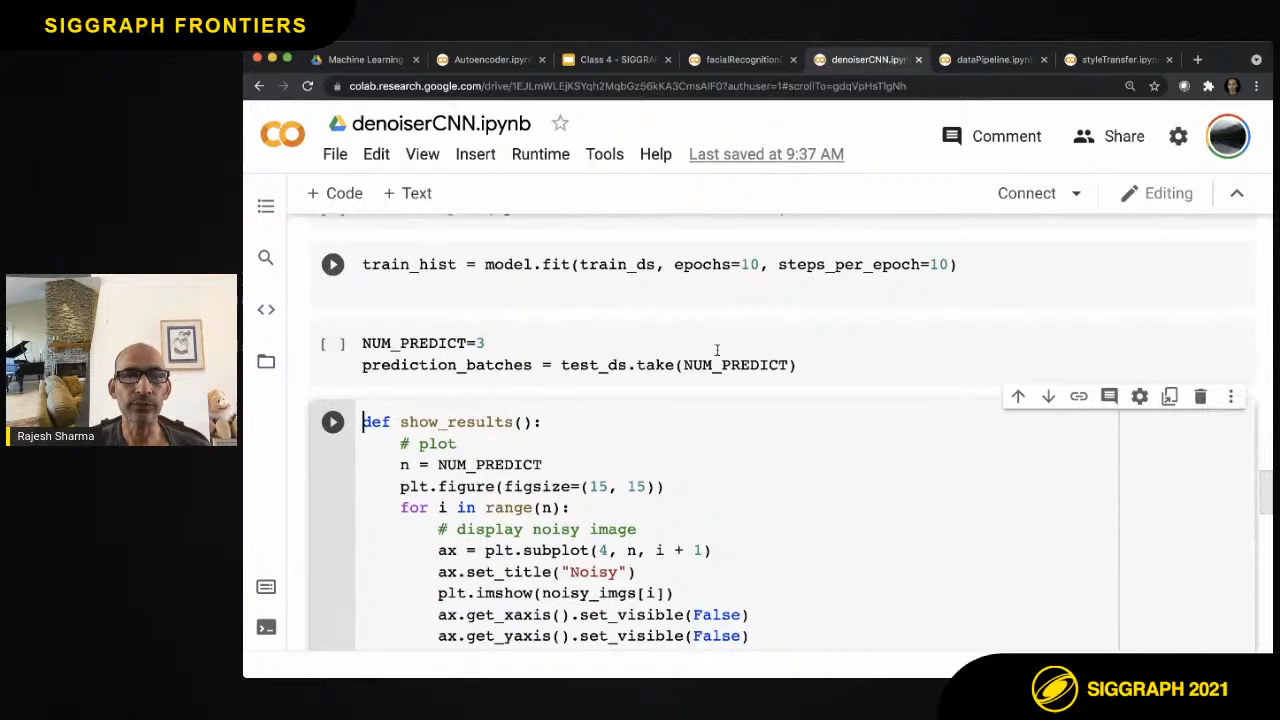 SIGGRAPH FRONTIERS
Machine Learning
Autoencoder.ipynb
Class 4 - SIGGRA
facialRecognition
denoiserCNN.ipyn
dataPipeline.ipynb
styleTransfer.ipyn
colab.research.google.com/drive/1EJLmWLEjKSYqh2MqbGz56kKA3CmsAlF0?authuser=1#scrollTo=gdqVpHsTlgNh
denoiserCNN.ipynb
Comment
Share
File Edit View Insert Runtime Tools Help Last saved at 9:37 AM
+ Code + Text
Connect
Editing
train_hist = model.fit(train_ds, epochs=10, steps_per_epoch=10)
[ ] NUM_PREDICT=3
prediction_batches = test_ds.take(NUM_PREDICT)
def show_results():
# plot
n = NUM_PREDICT
plt.figure(figsize=(15, 15))
for i in range(n):
# display noisy image
ax = plt.subplot(4, n, i + 1)
ax.set_title("Noisy")
plt.imshow(noisy_imgs[i])
ax.get_xaxis().set_visible(False)
ax.get_yaxis().set_visible(False)
Rajesh Sharma
SIGGRAPH 2021